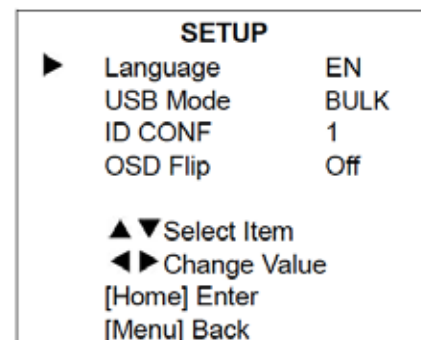 SETUP
▶ Language EN
USB Mode BULK
ID CONF 1
OSD Flip Off
▲▼Select Item
◀▶Change Value
[Home] Enter
[Menu] Back